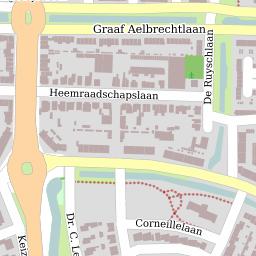 Graaf Aelbrechtlaan
De Ruyschlaan
Heemraadschapslaan
Corneillelaan
Dr. C. Le
Keiz